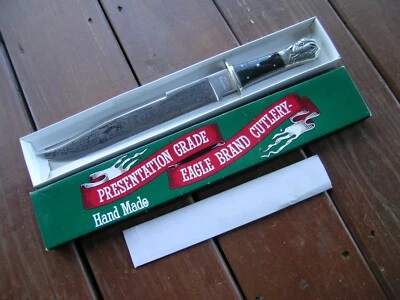 PRESENTATION GRADE
EAGLE BRAND CUTLERY-
Hand Made